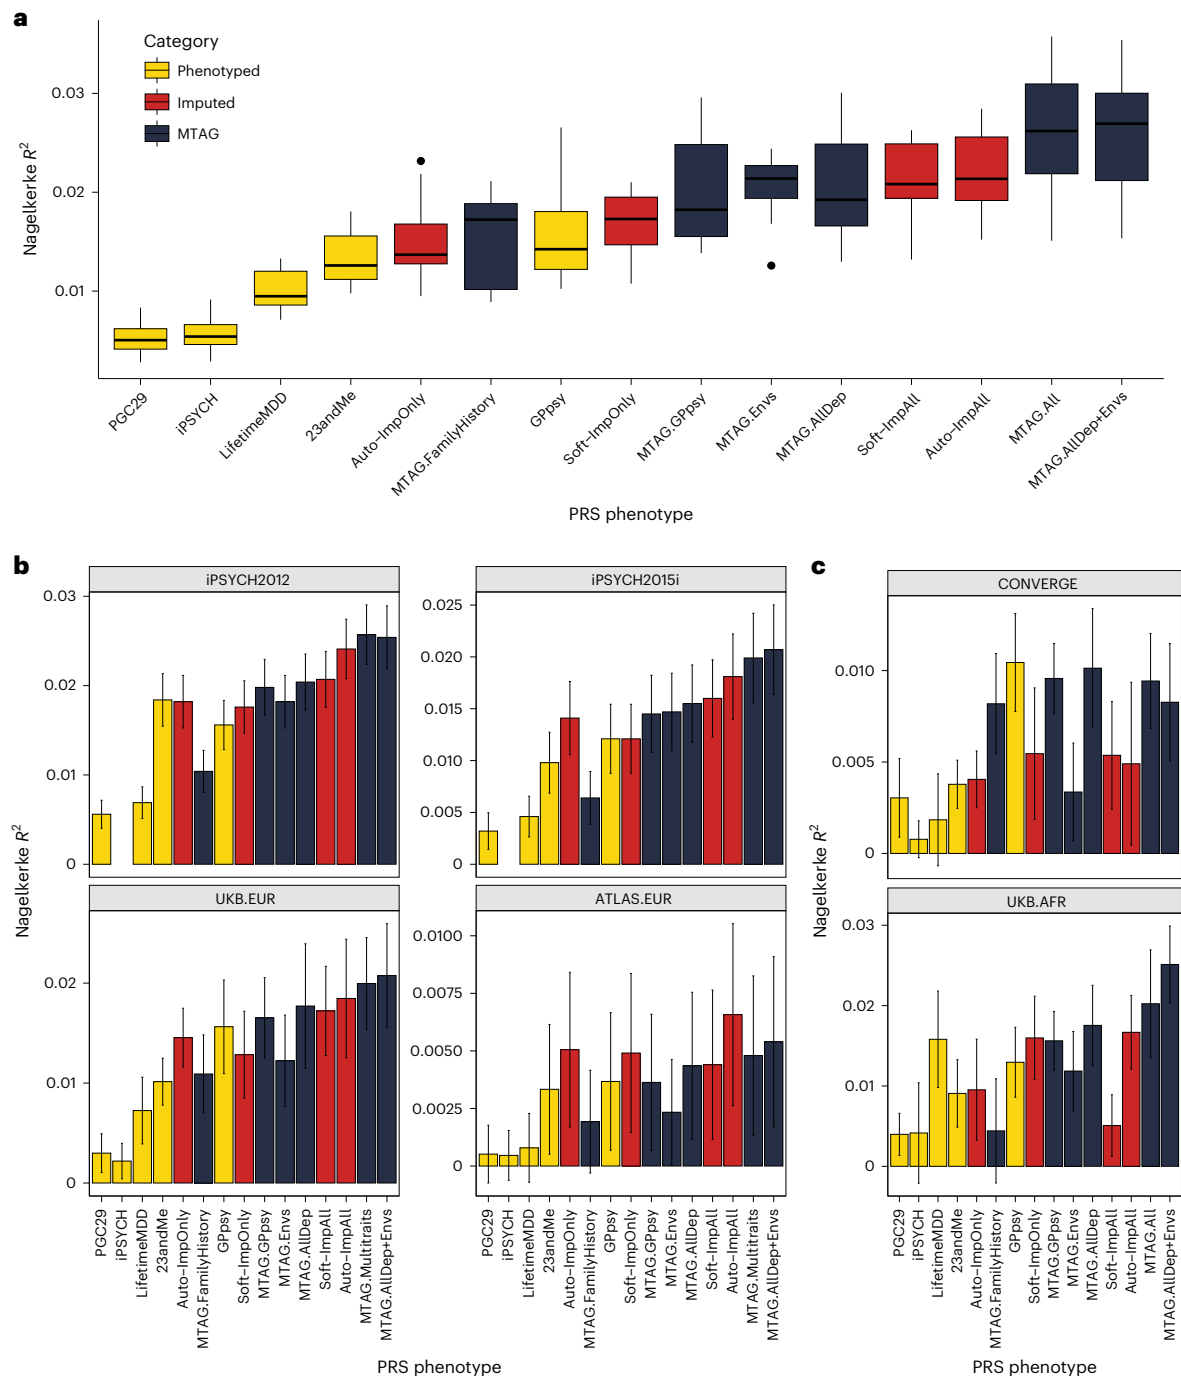 a
Category
Phenotyped
Imputed
MTAG
Nagelkerke R²
0.03
0.02
0.01
PGC29
iPSYCH
LifetimeMDD
23andMe
Auto–ImpOnly
MTAG.FamilyHistory
GPpsy
Soft–ImpOnly
MTAG.GPpsy
MTAG.Envs
MTAG.AllDep
Soft–ImpAll
Auto–ImpAll
MTAG.All
MTAG.AllDep+Envs
PRS phenotype
b
Nagelkerke R²
iPSYCH2012
0.03
0.02
0.01
0
iPSYCH2015i
0.025
0.020
0.015
0.010
0.005
0
UKB.EUR
0.02
0.01
0
ATLAS.EUR
0.0100
0.0075
0.0050
0.0025
0
PGC29
iPSYCH
LifetimeMDD
23andMe
Auto–ImpOnly
MTAG.FamilyHistory
GPpsy
Soft–ImpOnly
MTAG.GPpsy
MTAG.Envs
MTAG.AllDep
Soft–ImpAll
Auto–ImpAll
MTAG.Multitraits
MTAG.AllDep+Envs
PGC29
iPSYCH
LifetimeMDD
23andMe
Auto–ImpOnly
MTAG.FamilyHistory
GPpsy
Soft–ImpOnly
MTAG.GPpsy
MTAG.Envs
MTAG.AllDep
Soft–ImpAll
Auto–ImpAll
MTAG.Multitraits
MTAG.AllDep+Envs
PRS phenotype
c
Nagelkerke R²
CONVERGE
0.010
0.005
0
UKB.AFR
0.03
0.02
0.01
0
PGC29
iPSYCH
LifetimeMDD
23andMe
Auto–ImpOnly
MTAG.FamilyHistory
GPpsy
Soft–ImpOnly
MTAG.GPpsy
MTAG.Envs
MTAG.AllDep
Soft–ImpAll
Auto–ImpAll
MTAG.All
MTAG.AllDep+Envs
PRS phenotype